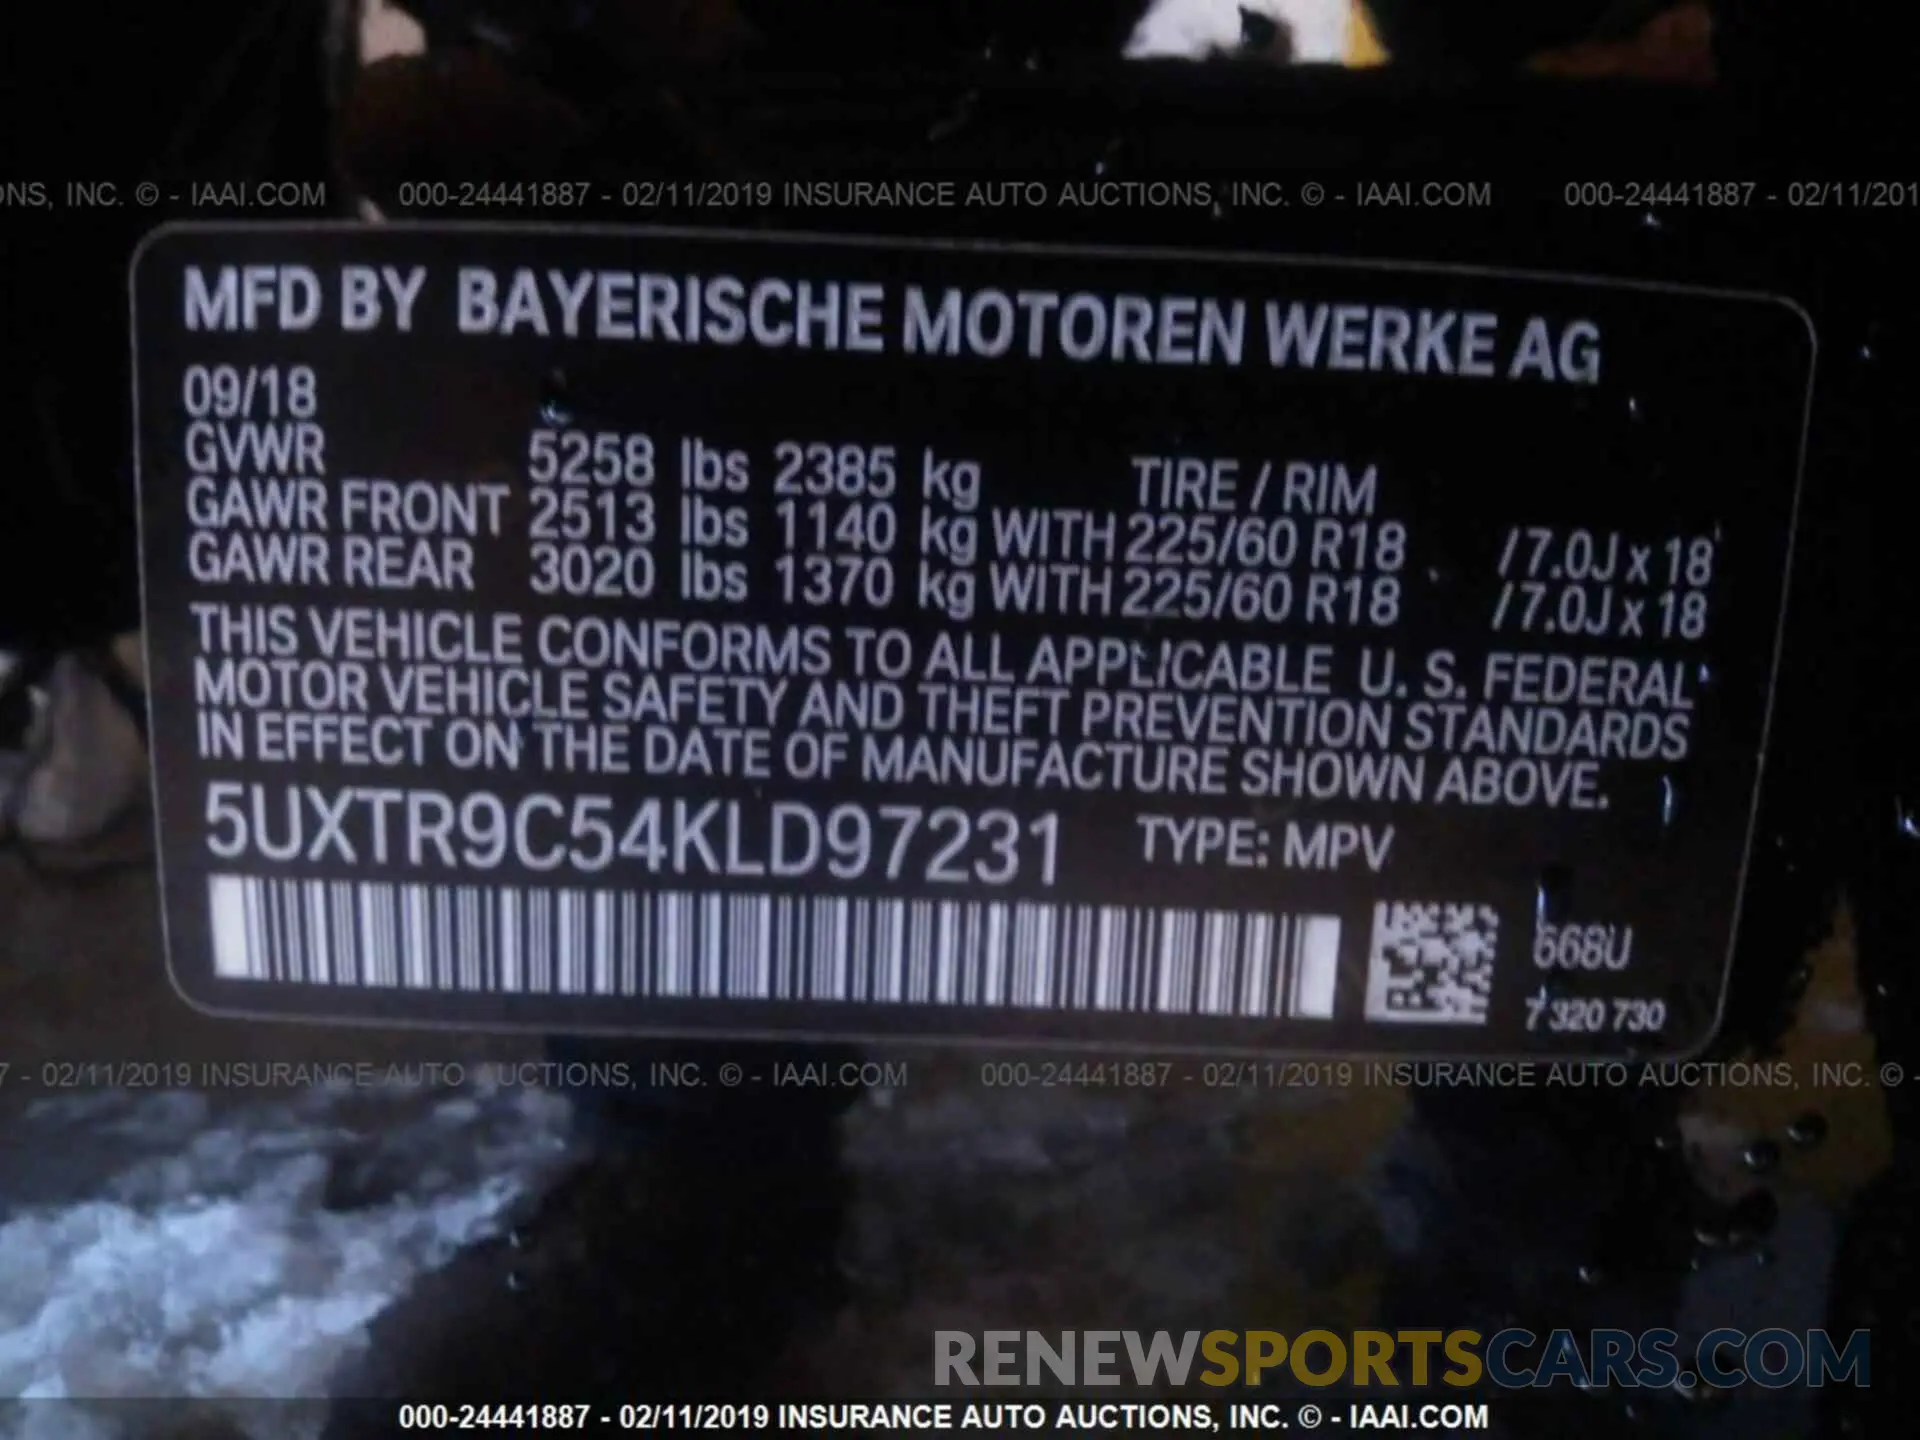 ONS, INC. © - IAAI.COM 000-24441887 - 02/11/2019 INSURANCE AUTO AUCTIONS, INC. © - IAAI.COM 000-24441887 - 02/11/201
MFD BY BAYERISCHE MOTOREN WERKE AG
09/18
GVWR 5258 lbs 2385 kg TIRE / RIM
GAWR FRONT 2513 lbs 1140 kg WITH 225/60 R18 / 7.0J x 18
GAWR REAR 3020 lbs 1370 kg WITH 225/60 R18 / 7.0J x 18
THIS VEHICLE CONFORMS TO ALL APPLICABLE U. S. FEDERAL
MOTOR VEHICLE SAFETY AND THEFT PREVENTION STANDARDS
IN EFFECT ON THE DATE OF MANUFACTURE SHOWN ABOVE.
5UXTR9C54KLD97231 TYPE: MPV
668U
7 320 730
7 - 02/11/2019 INSURANCE AUTO AUCTIONS, INC. © - IAAI.COM 000-24441887 - 02/11/2019 INSURANCE AUTO AUCTIONS, INC. © -
RENEWSPORTSCARS.COM
000-24441887 - 02/11/2019 INSURANCE AUTO AUCTIONS, INC. © - IAAI.COM